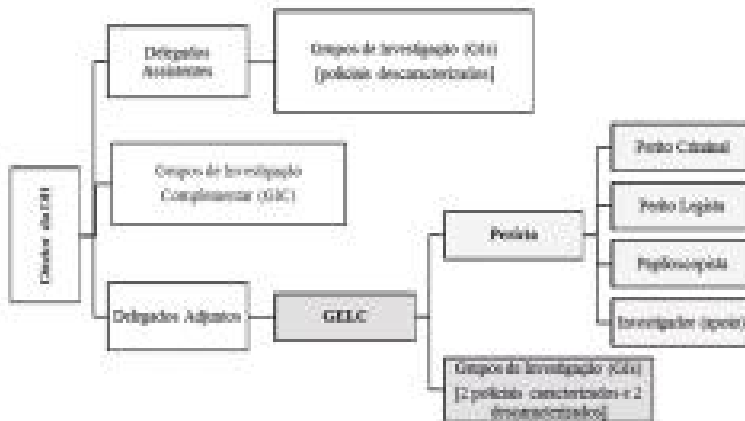 Delegados
Assistentes
Grupos de Investigação (GIs)
[policiais descaracterizados]
Grupos de Investigação
Complementar (GIC)
Diretor da DH
Delegados Adjuntos
GELC
Perícia
Perito Criminal
Perito Legista
Papiloscopista
Investigador (apoio)
Grupos de Investigação (GIs)
[2 policiais caracterizados e 2
descaracterizados]